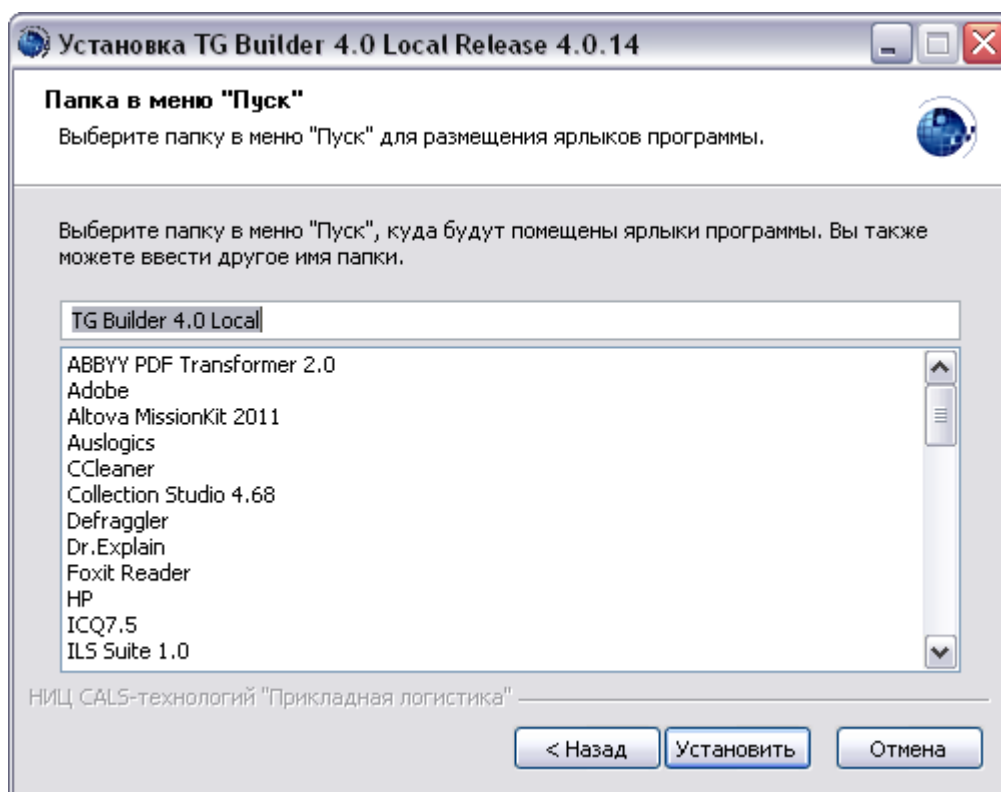 Установка TG Builder 4.0 Local Release 4.0.14
Папка в меню "Пуск"
Выберите папку в меню "Пуск" для размещения ярлыков программы.
Выберите папку в меню "Пуск", куда будут помещены ярлыки программы. Вы также
можете ввести другое имя папки.
TG Builder 4.0 Local
ABBYY PDF Transformer 2.0
Adobe
Altova MissionKit 2011
Auslogics
CCleaner
Collection Studio 4.68
Defraggler
Dr.Explain
Foxit Reader
HP
ICQ7.5
ILS Suite 1.0
НИЦ CALS-технологий "Прикладная логистика"
< Назад Установить Отмена